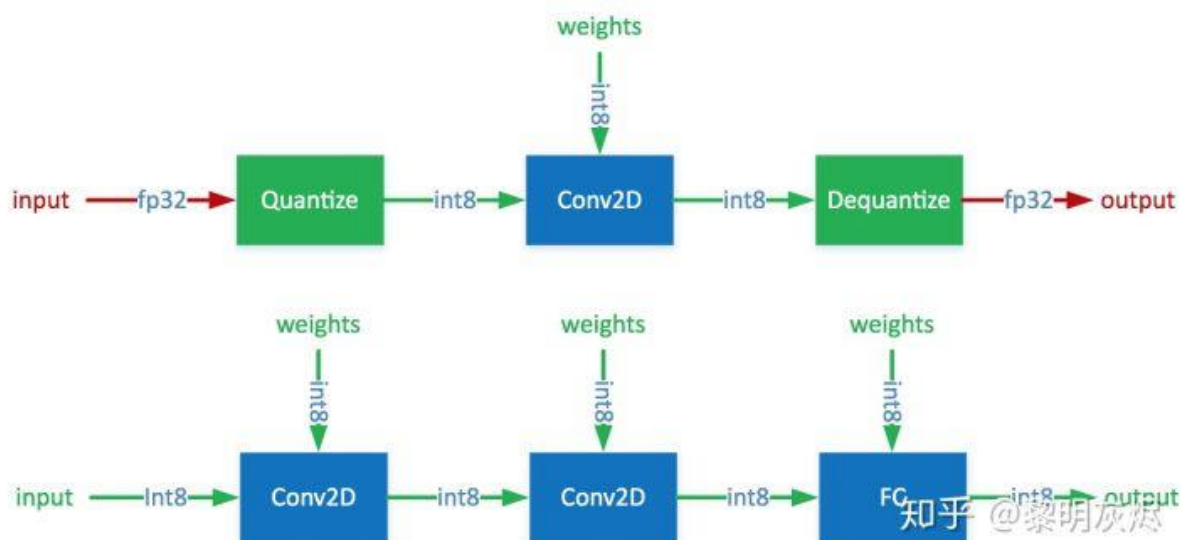 weights
int8
input fp32 Quantize int8 Conv2D int8 Dequantize fp32 output
weights weights weights
int8 int8 int8
input Int8 Conv2D int8 Conv2D int8 FC int8 output
知乎 @黎明灰烬